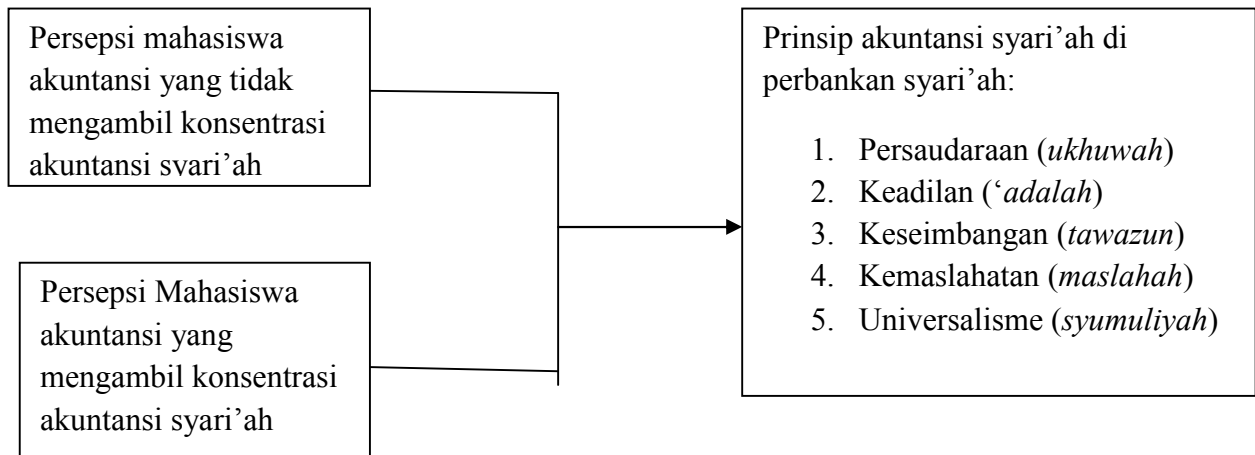 Persepsi mahasiswa
akuntansi yang tidak
mengambil konsentrasi
akuntansi syari’ah
Persepsi Mahasiswa
akuntansi yang
mengambil konsentrasi
akuntansi syari’ah
Prinsip akuntansi syari’ah di
perbankan syari’ah:
1. Persaudaraan (ukhuwah)
2. Keadilan (‘adalah)
3. Keseimbangan (tawazun)
4. Kemaslahatan (maslahah)
5. Universalisme (syumuliyah)